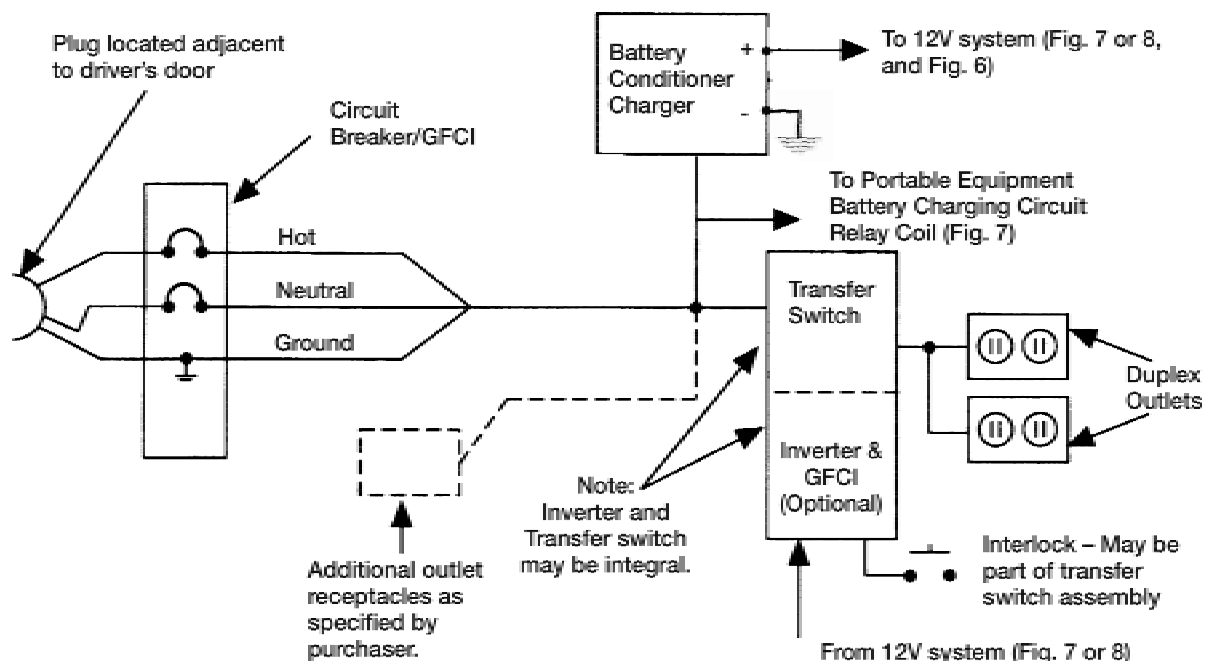 Plug located adjacent
to driver's door
Circuit
Breaker/GFCI
Battery
Conditioner
Charger
+
-
To 12V system (Fig. 7 or 8,
and Fig. 6)
To Portable Equipment
Battery Charging Circuit
Relay Coil (Fig. 7)
Hot
Neutral
Ground
Transfer
Switch
Duplex
Outlets
Inverter &
GFCI
(Optional)
Note:
Inverter and
Transfer switch
may be integral.
Additional outlet
receptacles as
specified by
purchaser.
Interlock – May be
part of transfer
switch assembly
From 12V system (Fig. 7 or 8)